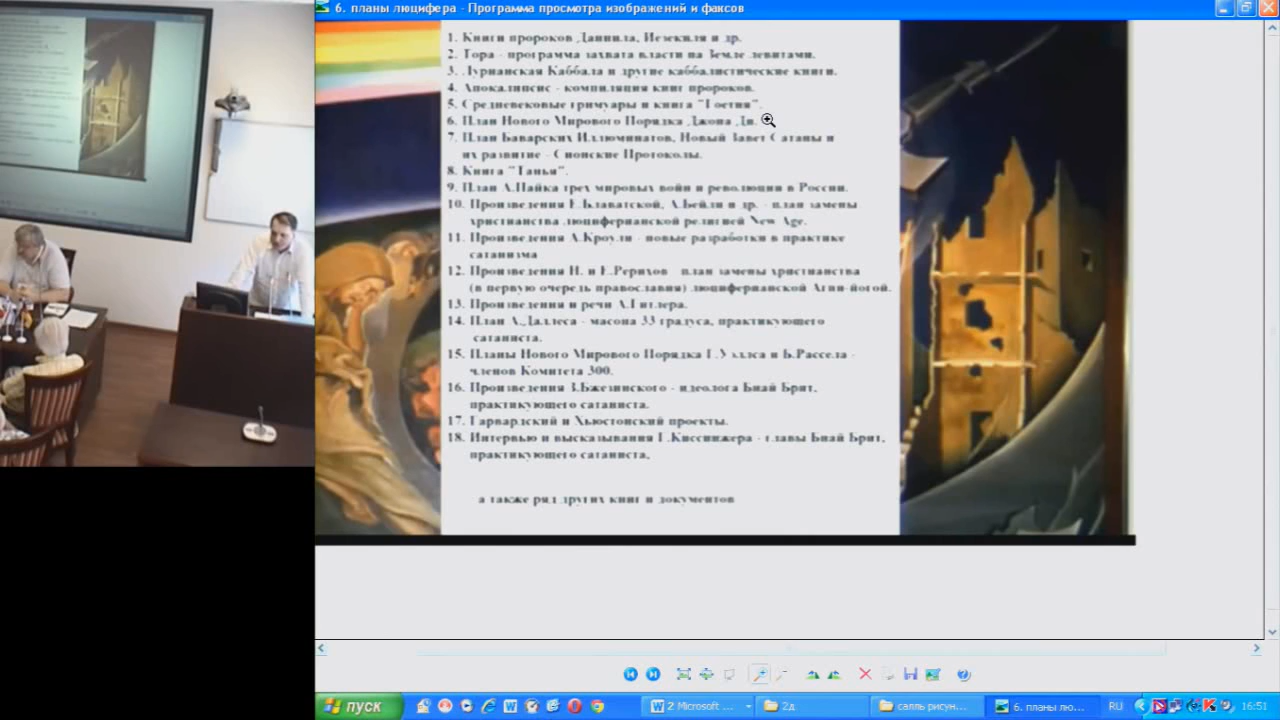 6. планы люцифера - Программа просмотра изображений и факсов
1. Книги пророков Даниила, Иезекиля и др.
2. Тора - программа захвата власти на Земле левитами.
3. Лурианская Каббала и другие каббалистические книги.
4. Апокалипсис - компиляция книг пророков.
5. Средневековые гримуары и книга "Гоетия".
6. План Нового Мирового Порядка Джона Ди.
7. План Баварских Иллюминатов, Новый Завет Сатаны и
их развитие - Сионские Протоколы.
8. Книга "Танья".
9. План А.Пайка трех мировых войн и революции в России.
10. Произведения Е.Блаватской, А.Бейли и др. - план замены
христианства люциферианской религией New Age.
11. Произведения А.Кроули - новые разработки в практике
сатанизма
12. Произведения Н. и Е.Рерихов план замены христианства
(в первую очередь православия) люциферианской Агни-йогой.
13. Произведения и речи А.Гитлера.
14. План А.Даллеса - масона 33 градуса, практикующего
сатаниста.
15. Планы Нового Мирового Порядка Г.Уэллса и Б.Рассела -
членов Комитета 300.
16. Произведения З.Бжезинского - идеолога Бнай Брит,
практикующего сатаниста.
17. Гарвардский и Хьюстонский проекты.
18. Интервью и высказывания Г.Киссинжера - главы Бнай Брит,
практикующего сатаниста,
а также ряд других книг и документов
пуск
2 Microsoft ...
2д
салль рисун...
6. планы лю...
RU
16:51